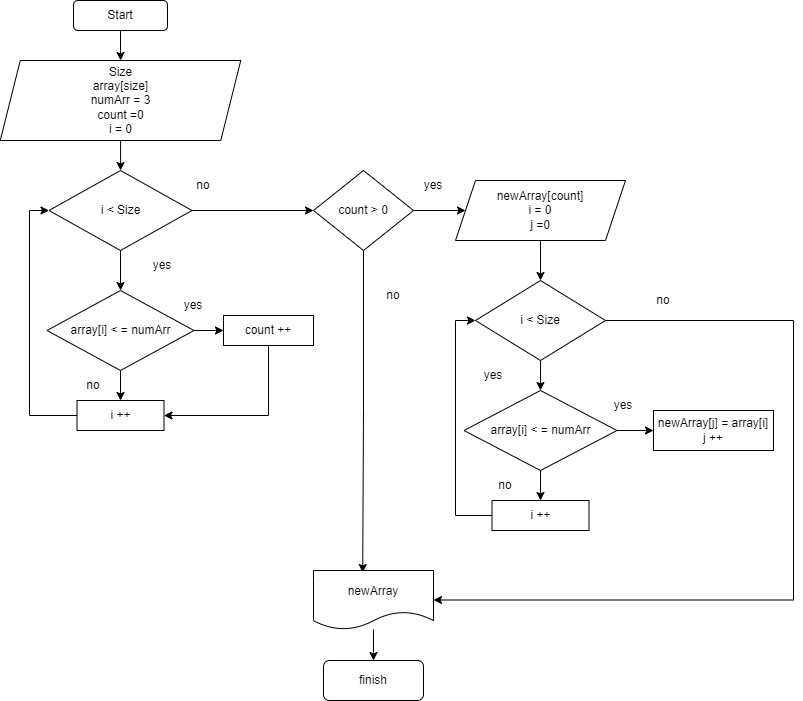 Start
Size
array[size]
numArr = 3
count =0
i = 0
i < Size
no
yes
array[i] < = numArr
yes
count ++
no
i ++
count > 0
yes
no
newArray[count]
i = 0
j =0
i < Size
no
yes
array[i] < = numArr
yes
newArray[j] = array[i]
j ++
no
i ++
newArray
finish